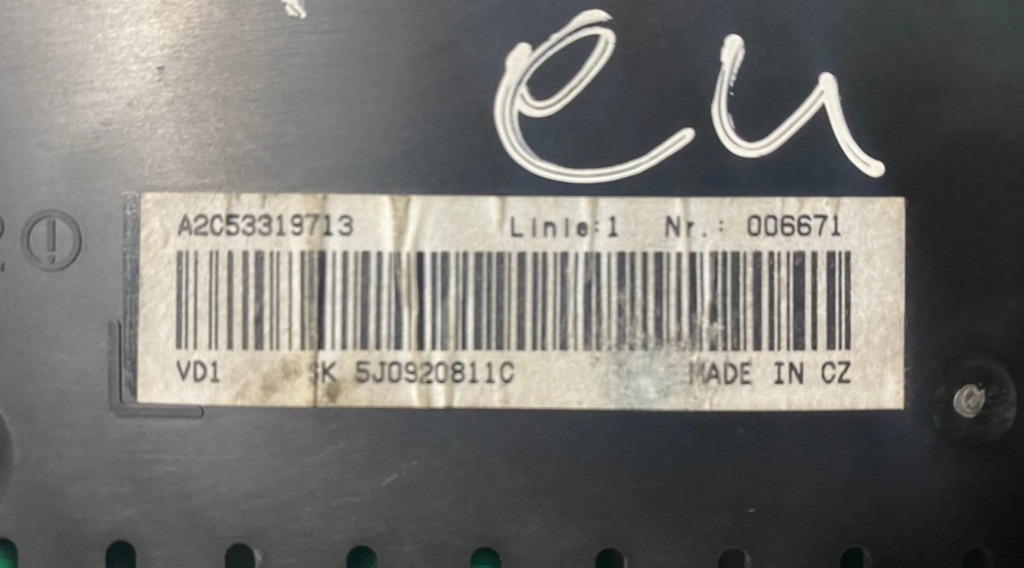 eu
A2C53319713 Linie:1 Nr.: 006671
VD1 SK 5J0920811C MADE IN CZ